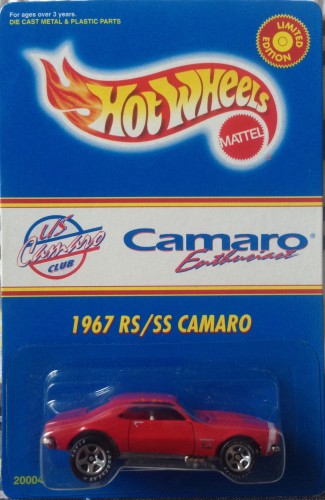 For ages over 3 years.
DIE CAST METAL & PLASTIC PARTS
LIMITED
EDITION
HOT WHEELS
MATTEL
US
Camaro
CLUB
Camaro®
Enthusiast
1967 RS/SS CAMARO
20004